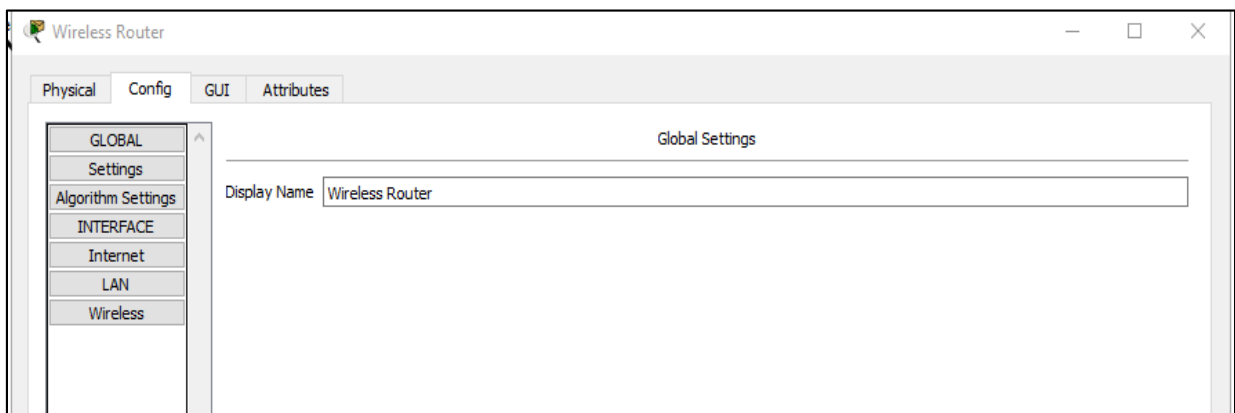 Wireless Router
Physical Config GUI Attributes
GLOBAL
Settings
Algorithm Settings
INTERFACE
Internet
LAN
Wireless
Global Settings
Display Name Wireless Router